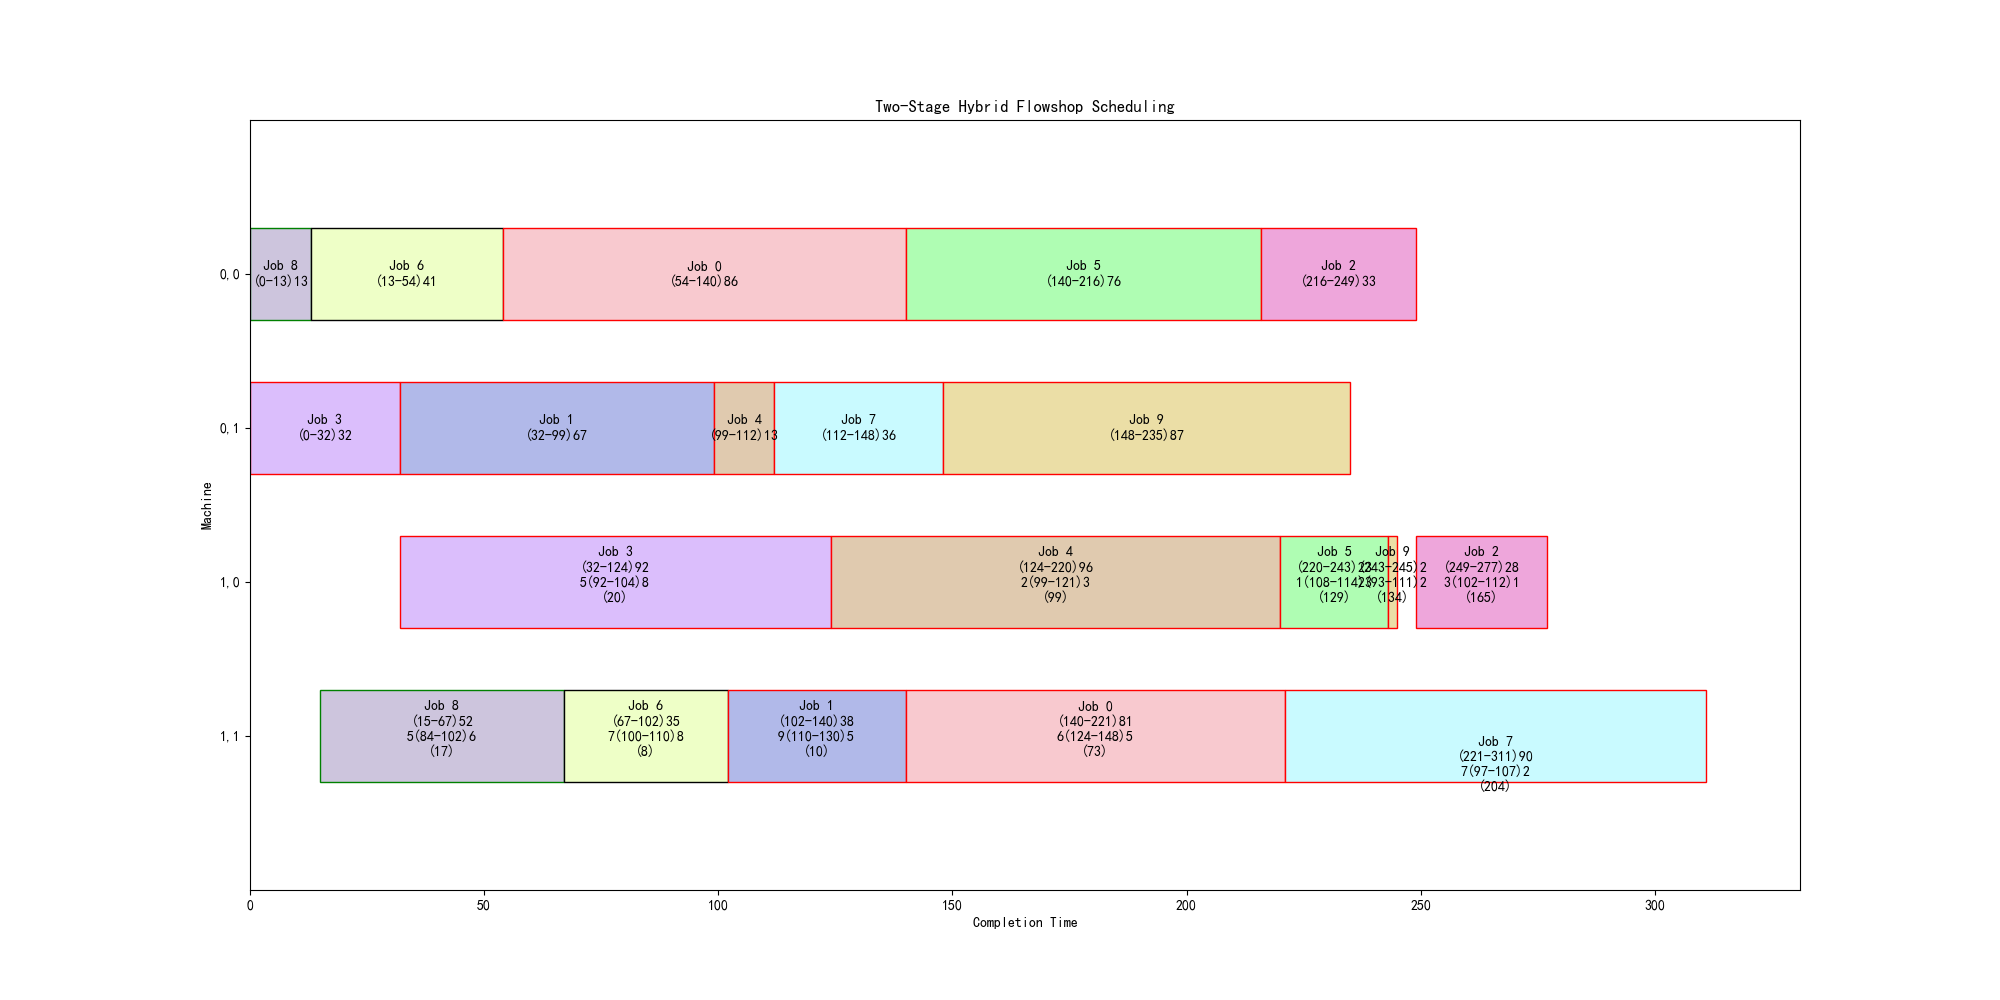 Two-Stage Hybrid Flowshop Scheduling
Machine
0,0
Job 8
(0-13)13
Job 6
(13-54)41
Job 0
(54-140)86
Job 5
(140-216)76
Job 2
(216-249)33
0,1
Job 3
(0-32)32
Job 1
(32-99)67
Job 4
(99-112)13
Job 7
(112-148)36
Job 9
(148-235)87
1,0
Job 3
(32-124)92
5(92-104)8
(20)
Job 4
(124-220)96
2(99-121)3
(99)
Job 5
(220-243)23
1(108-114)
(129)
Job 9
(243-245)2
(93-111)2
(134)
Job 2
(249-277)28
3(102-112)1
(165)
1,1
Job 8
(15-67)52
5(84-102)6
(17)
Job 6
(67-102)35
7(100-110)8
(8)
Job 1
(102-140)38
9(110-130)5
(10)
Job 0
(140-221)81
6(124-148)5
(73)
Job 7
(221-311)90
7(97-107)2
(204)
0
50
100
150
200
250
300
Completion Time